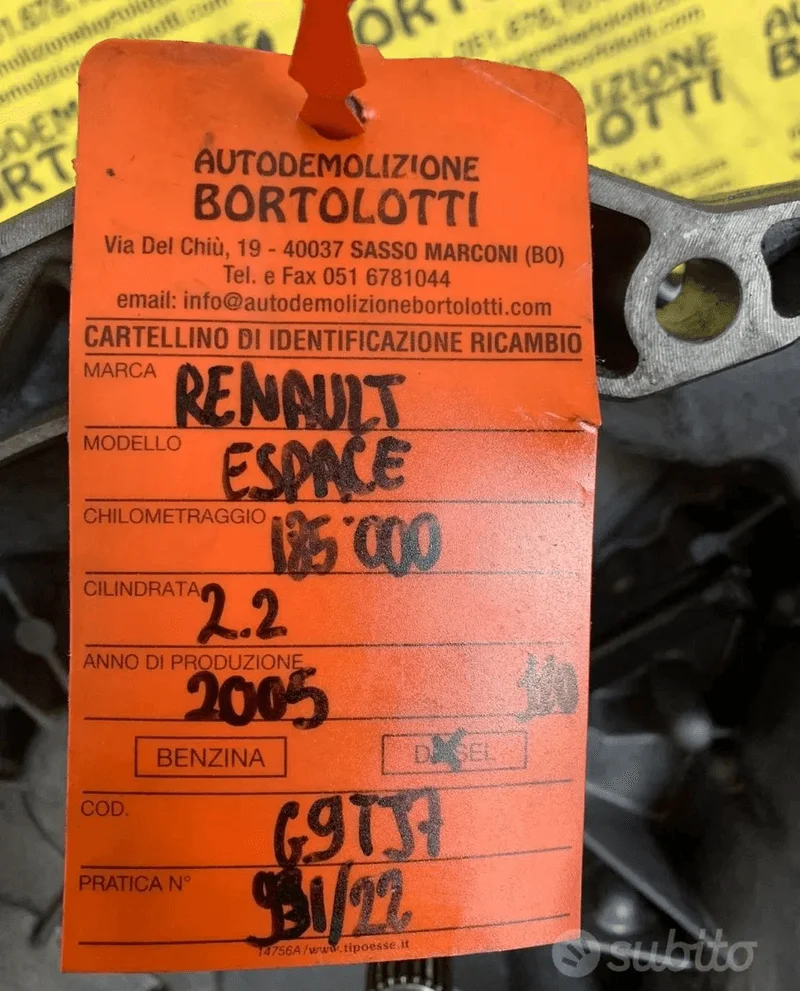 AUTODEMOLIZIONE
BORTOLOTTI
Via Del Chiù, 19 - 40037 SASSO MARCONI (BO)
Tel. e Fax 051 6781044
email: info@autodemolizionebortolotti.com
CARTELLINO DI IDENTIFICAZIONE RICAMBIO
MARCA RENAULT
MODELLO ESPACE
CHILOMETRAGGIO 185'000
CILINDRATA 2.2
ANNO DI PRODUZIONE 2005
BENZINA DIESEL
COD. G9TJ7
PRATICA N° 931/22
14756A/www.tipoesse.it
subito